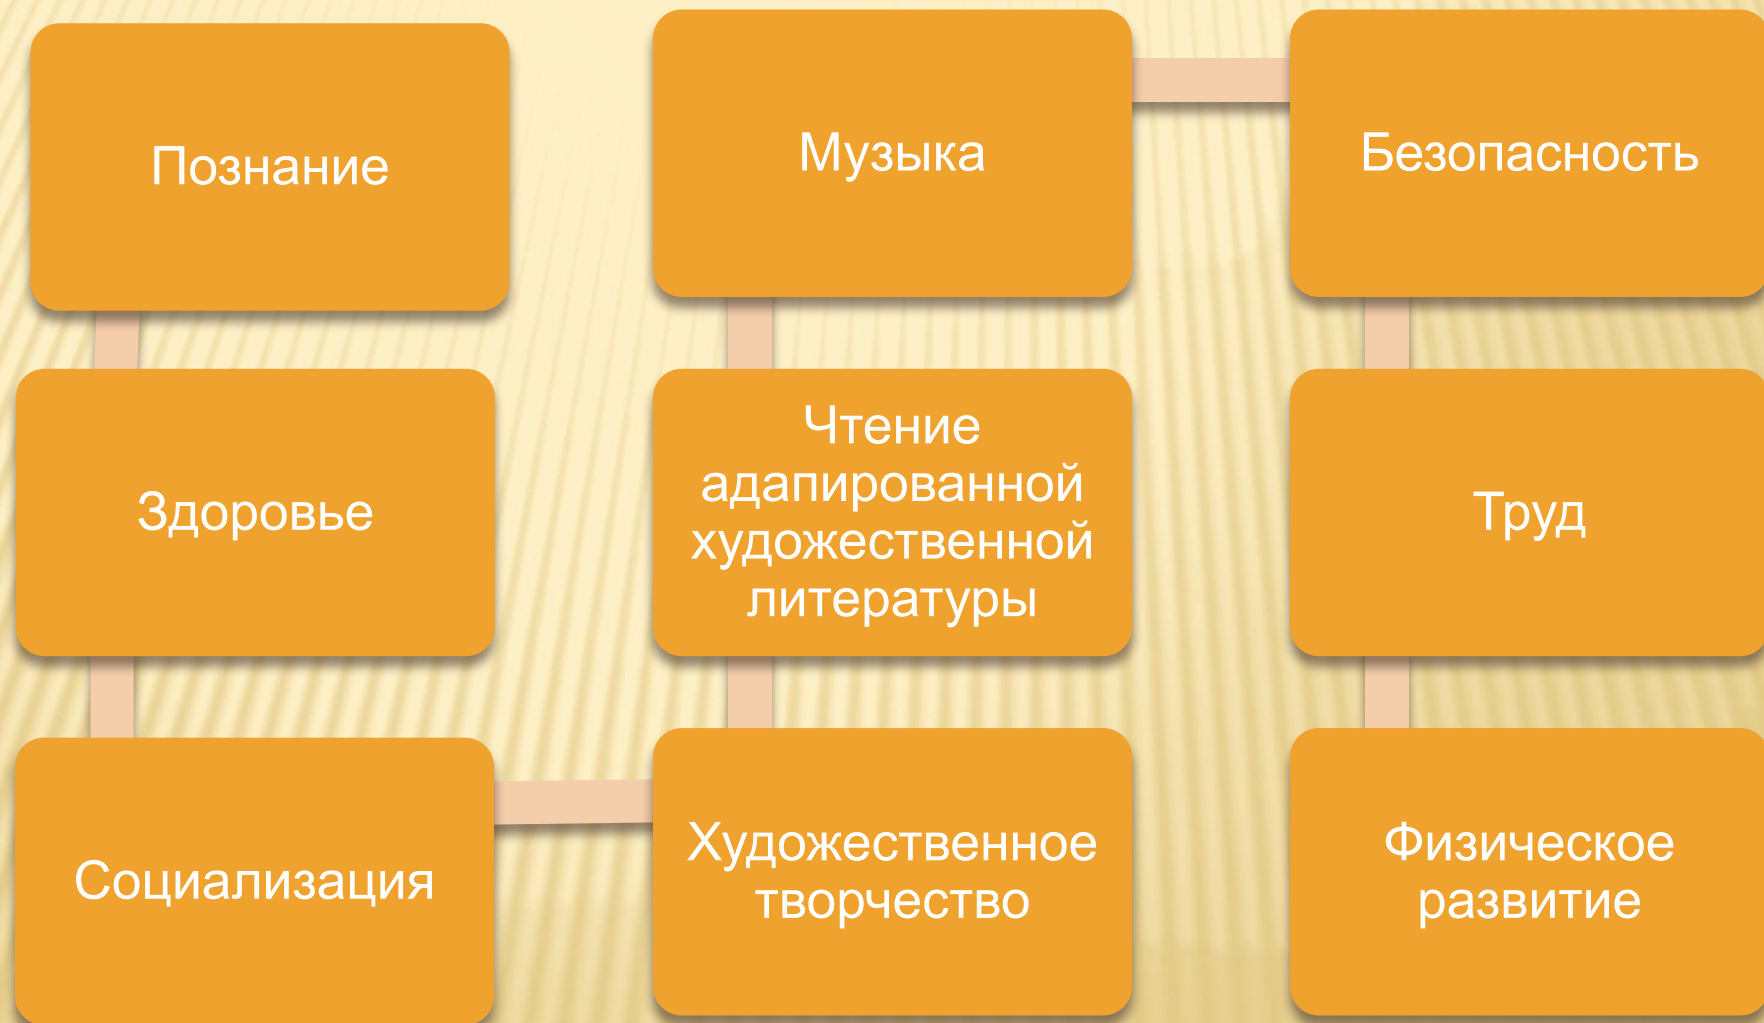 Познание
Музыка
Безопасность
Здоровье
Чтение
адапированной
художественной
литературы
Труд
Социализация
Художественное
творчество
Физическое
развитие